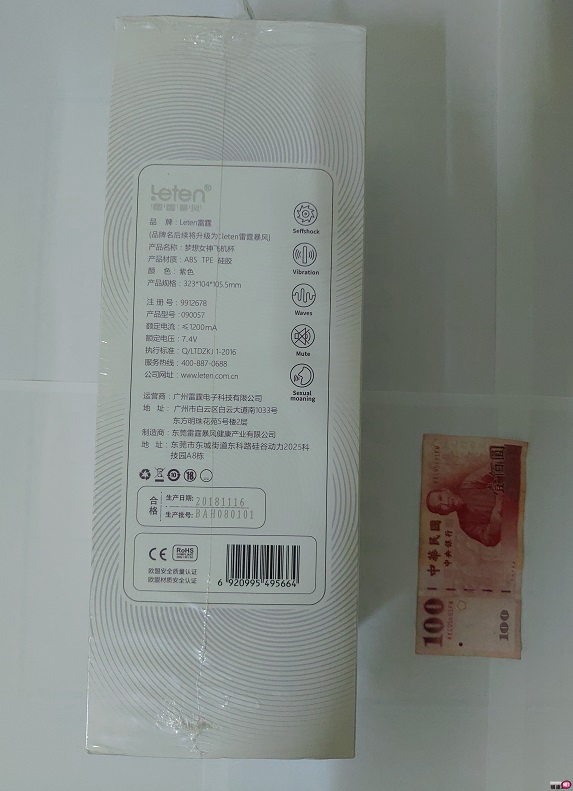 Leten®
雷霆暴风
品 牌：Leten雷霆
(品牌名后续将升级为:leten雷霆暴风)
产品名称：梦想女神飞机杯
产品材质：ABS TPE 硅胶
颜 色：紫色
产品规格：323*104*105.5mm
注 册 号：9912678
产品型号：090057
额定电流：≤1200mA
额定电压：7.4V
执行标准：Q/LTDZKJ 1-2016
服务热线：400-887-0688
公司网址：www.leten.com.cn
Selfshock
Vibration
Waves
Mute
Sexual
moaning
运营商：广州雷霆电子科技有限公司
地 址：广州市白云区白云大道南1033号
东方明珠花苑5号楼2层
制造商：东莞雷霆暴风健康产业有限公司
地 址：东莞市东城街道东科路硅谷动力2025科
技园A8栋
10
18
合格
生产日期：20181116
生产批号：BAH080101
CE
RoHS
欧盟安全质量认证
欧盟材质安全认证
6 920995 495664
中華民國
中央銀行
壹佰圓
100
100